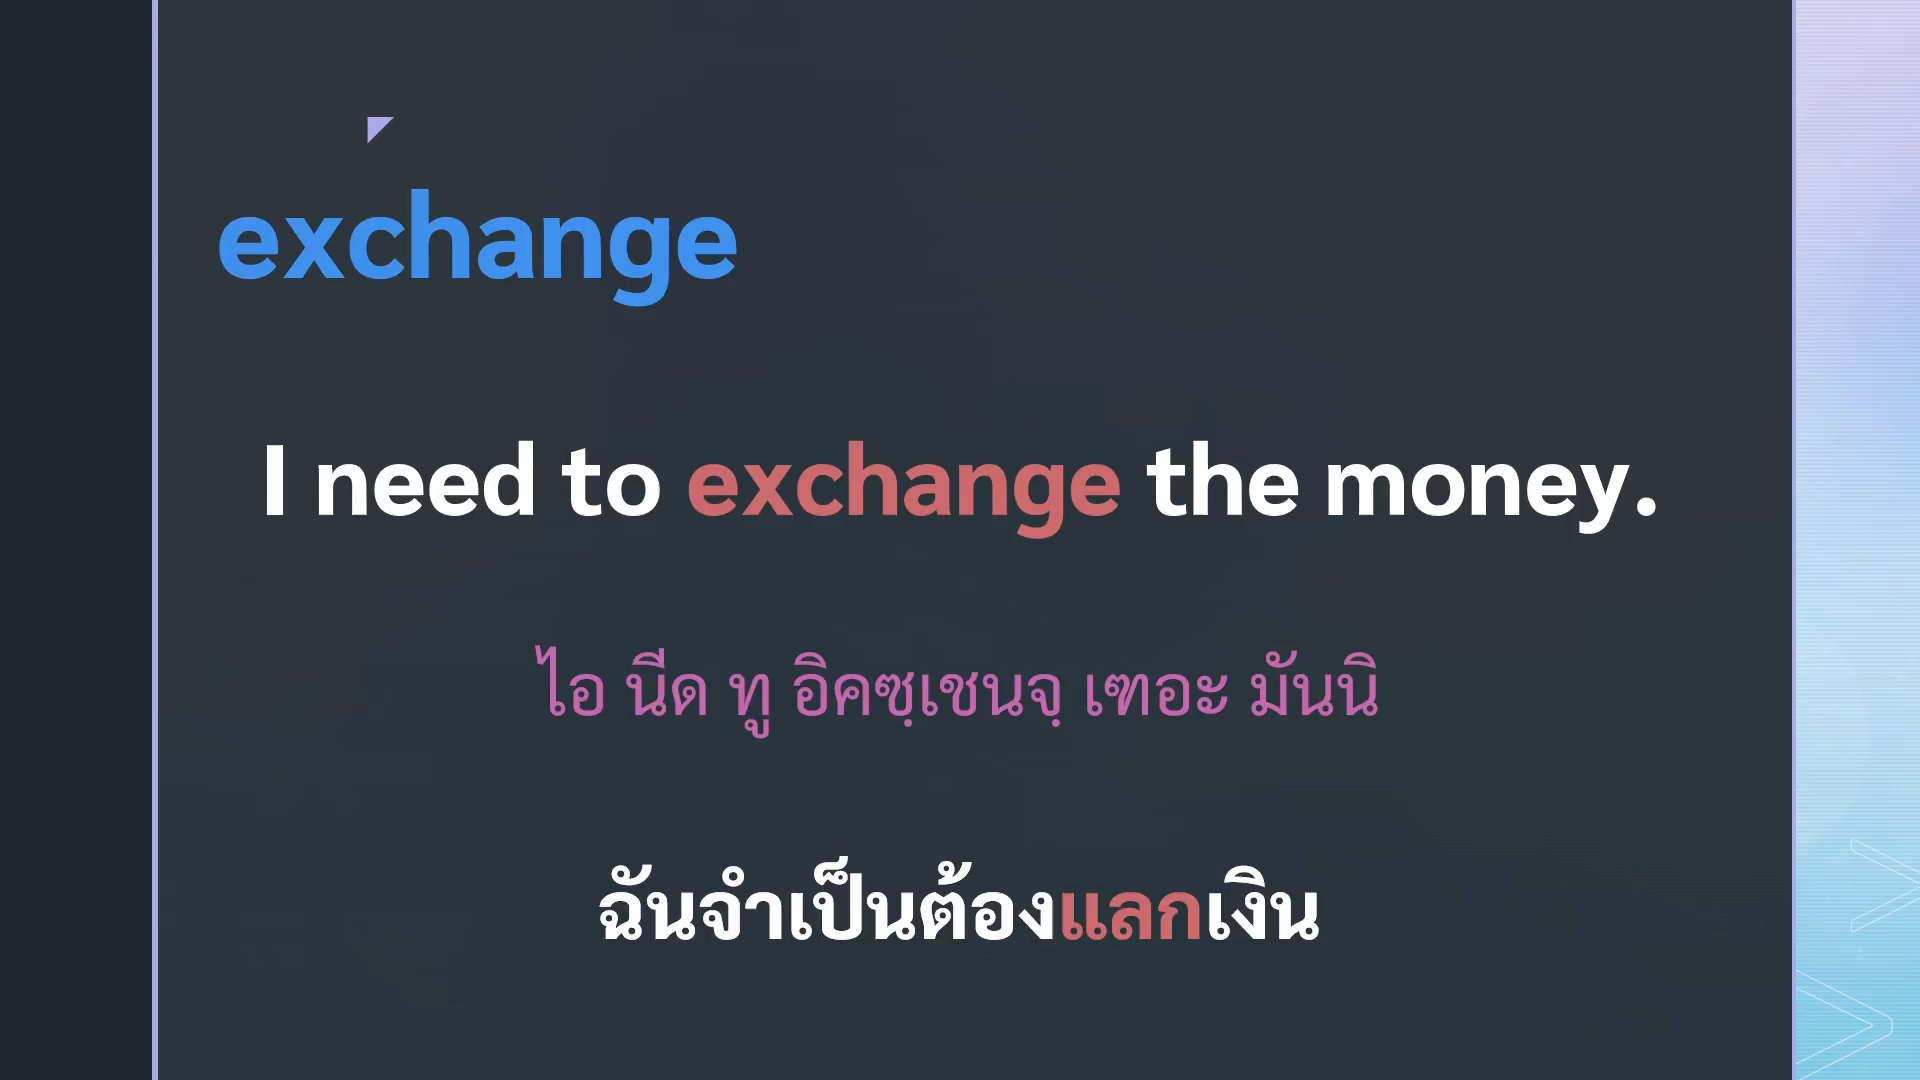 exchange
I need to exchange the money.
ไอ นีด ทู อิคซฺเชนจฺ เฑอะ มันนิ
ฉันจำเป็นต้องแลกเงิน